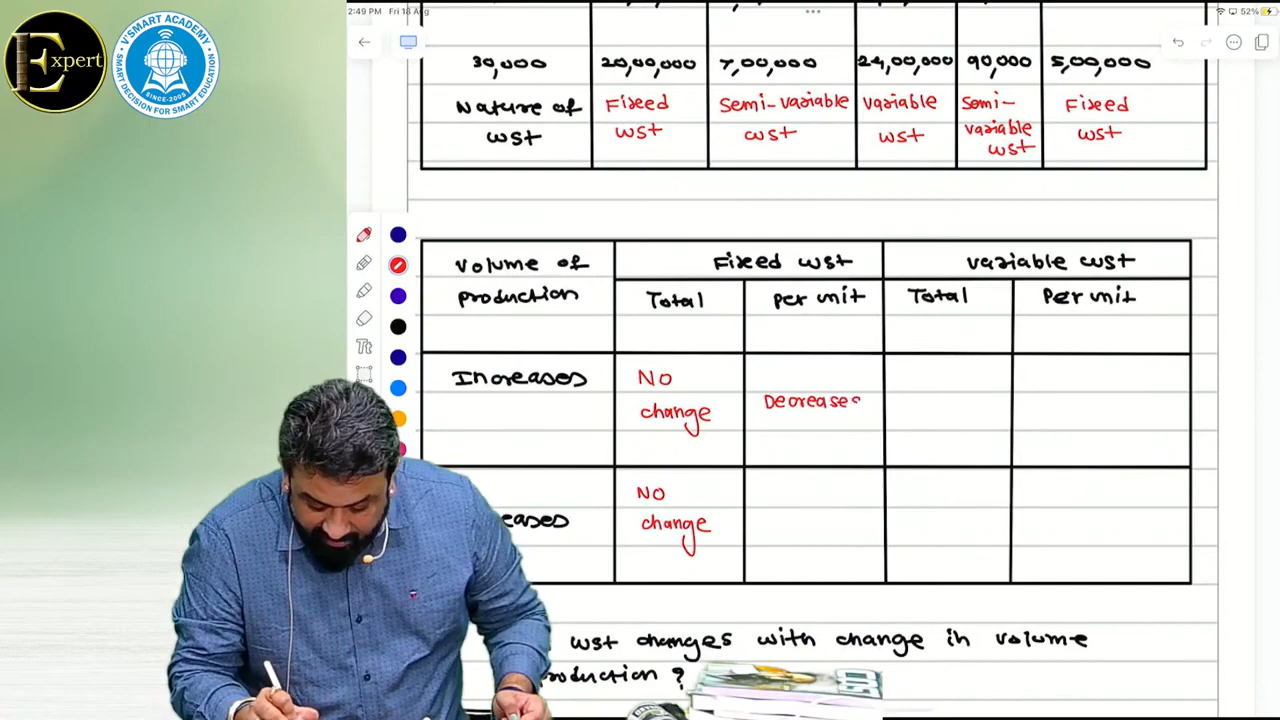 2:49 PM Fri 18 Aug
52%
Expert
V SMART ACADEMY
SINCE-2005
SMART DECISION FOR SMART EDUCATION
30,000 20,00,000 7,00,000 24,00,000 90,000 5,00,000
Nature of cost Fixed cost Semi-variable cost variable cost Semi-variable cost Fixed cost
volume of production Fixed cost variable cost
Total per unit Total Per unit
Increases No change Decreases
eases No change
cost changes with change in volume
production ?
Tt